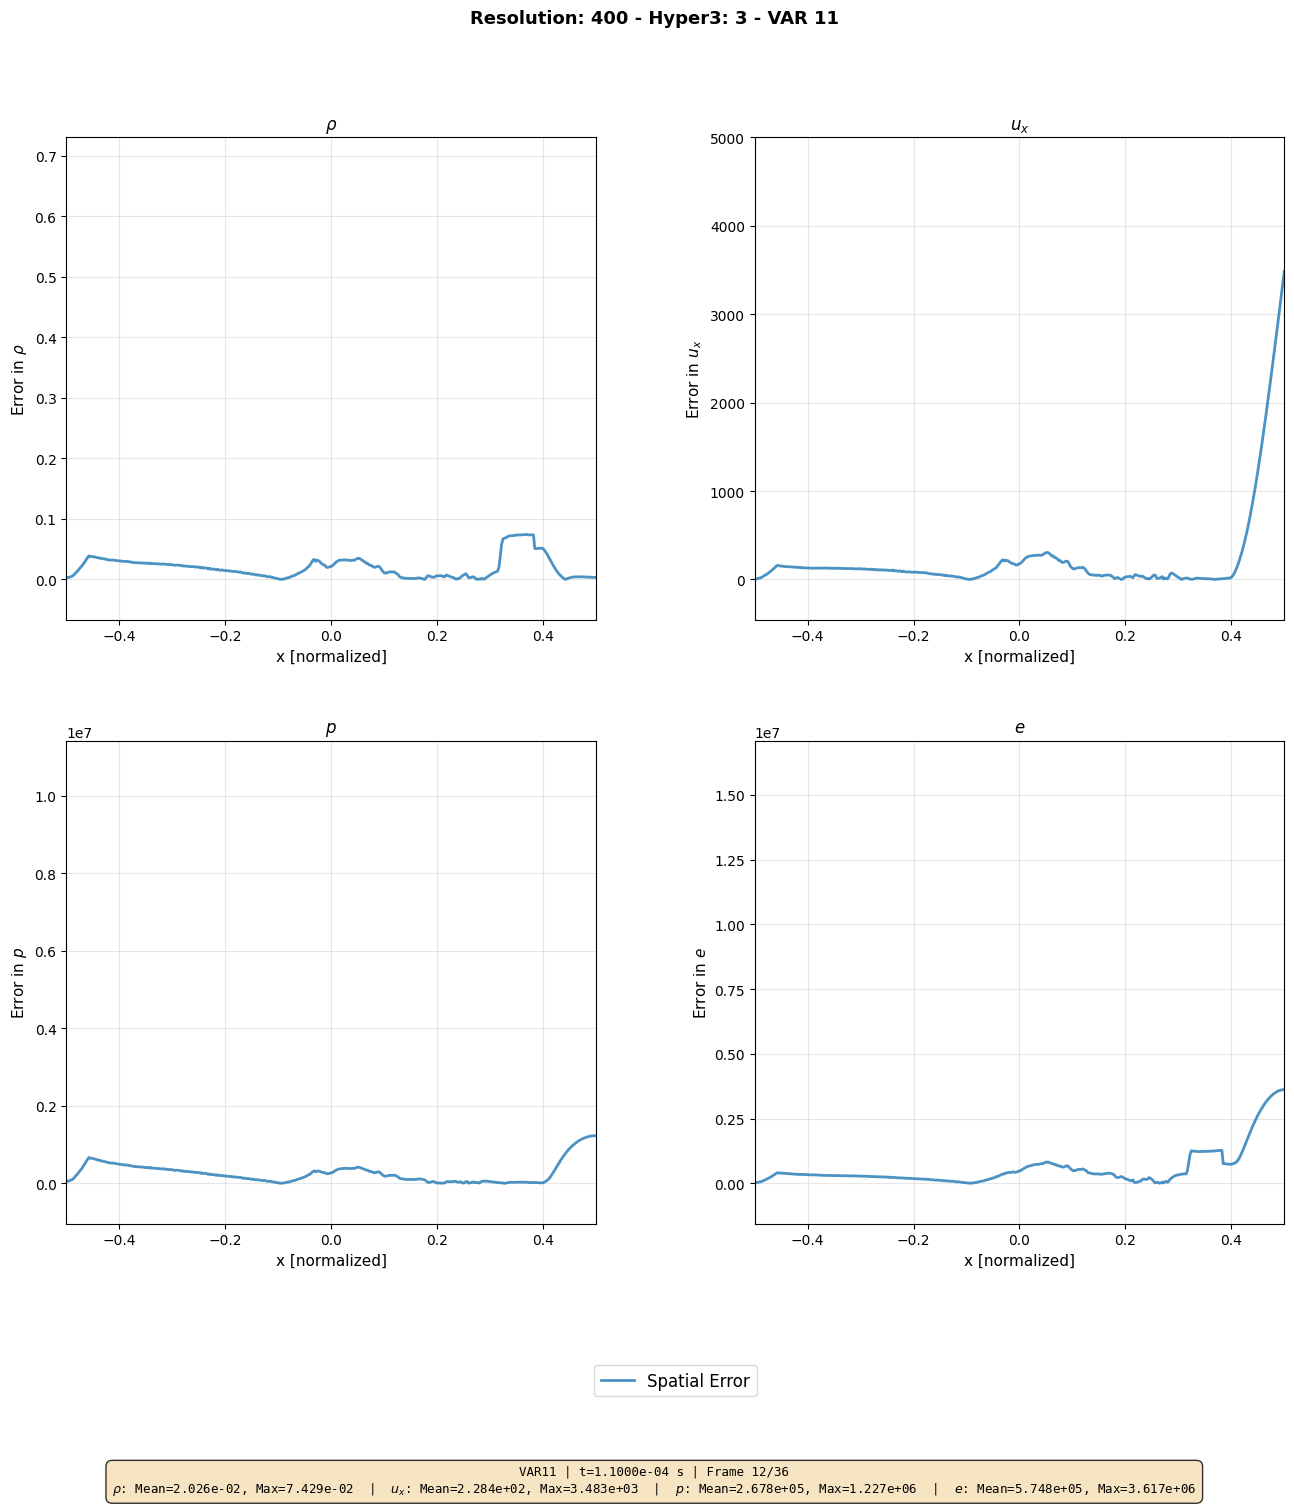 Resolution: 400 - Hyper3: 3 - VAR 11
ρ
0.7
0.6
0.5
0.4
0.3
0.2
0.1
0.0
Error in ρ
−0.4 −0.2 0.0 0.2 0.4
x [normalized]
u_x
5000
4000
3000
2000
1000
0
Error in u_x
−0.4 −0.2 0.0 0.2 0.4
x [normalized]
p
1e7
1.0
0.8
0.6
0.4
0.2
0.0
Error in p
−0.4 −0.2 0.0 0.2 0.4
x [normalized]
e
1e7
1.50
1.25
1.00
0.75
0.50
0.25
0.00
Error in e
−0.4 −0.2 0.0 0.2 0.4
x [normalized]
Spatial Error
VAR11 | t=1.1000e-04 s | Frame 12/36
ρ: Mean=2.026e-02, Max=7.429e-02 | u_x: Mean=2.284e+02, Max=3.483e+03 | p: Mean=2.678e+05, Max=1.227e+06 | e: Mean=5.748e+05, Max=3.617e+06